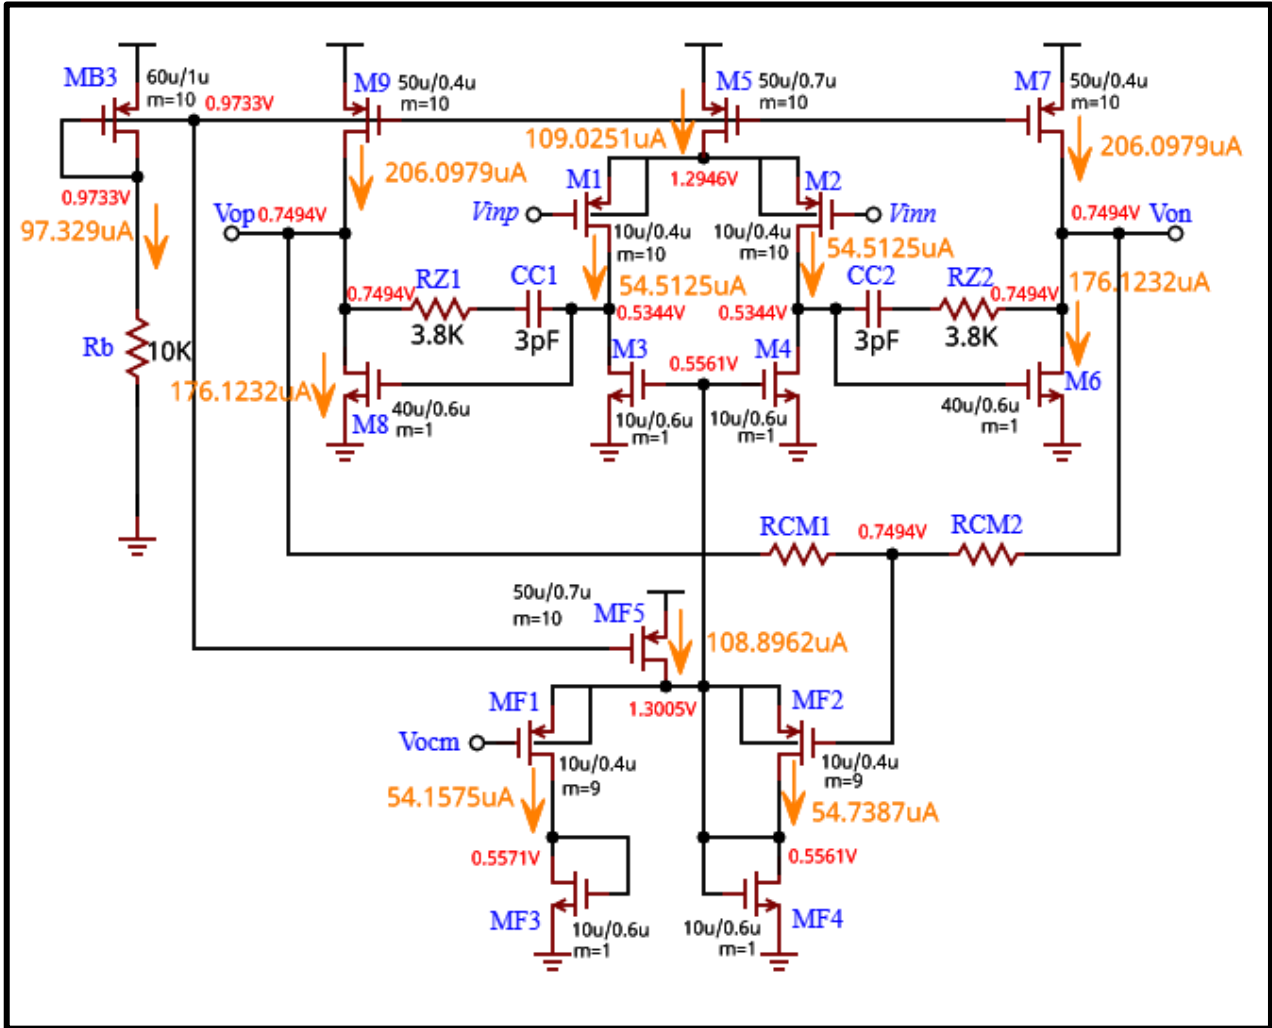 MB3
60u/1u
m=10
0.9733V
M9
50u/0.4u
m=10
M5
50u/0.7u
m=10
M7
50u/0.4u
m=10
109.0251uA
206.0979uA
206.0979uA
0.9733V
97.329uA
1.2946V
M1
M2
Vinp
Vinn
10u/0.4u
m=10
10u/0.4u
m=10
Vop
0.7494V
0.7494V
Von
54.5125uA
54.5125uA
RZ1
CC1
CC2
RZ2
0.7494V
3.8K
3pF
0.5344V
0.5344V
3pF
3.8K
0.7494V
176.1232uA
Rb
10K
M3
0.5561V
M4
176.1232uA
M8
40u/0.6u
m=1
10u/0.6u
m=1
10u/0.6u
m=1
40u/0.6u
m=1
M6
RCM1
0.7494V
RCM2
50u/0.7u
m=10
MF5
108.8962uA
MF1
1.3005V
MF2
Vocm
10u/0.4u
m=9
10u/0.4u
m=9
54.1575uA
54.7387uA
0.5571V
0.5561V
MF3
10u/0.6u
m=1
10u/0.6u
m=1
MF4